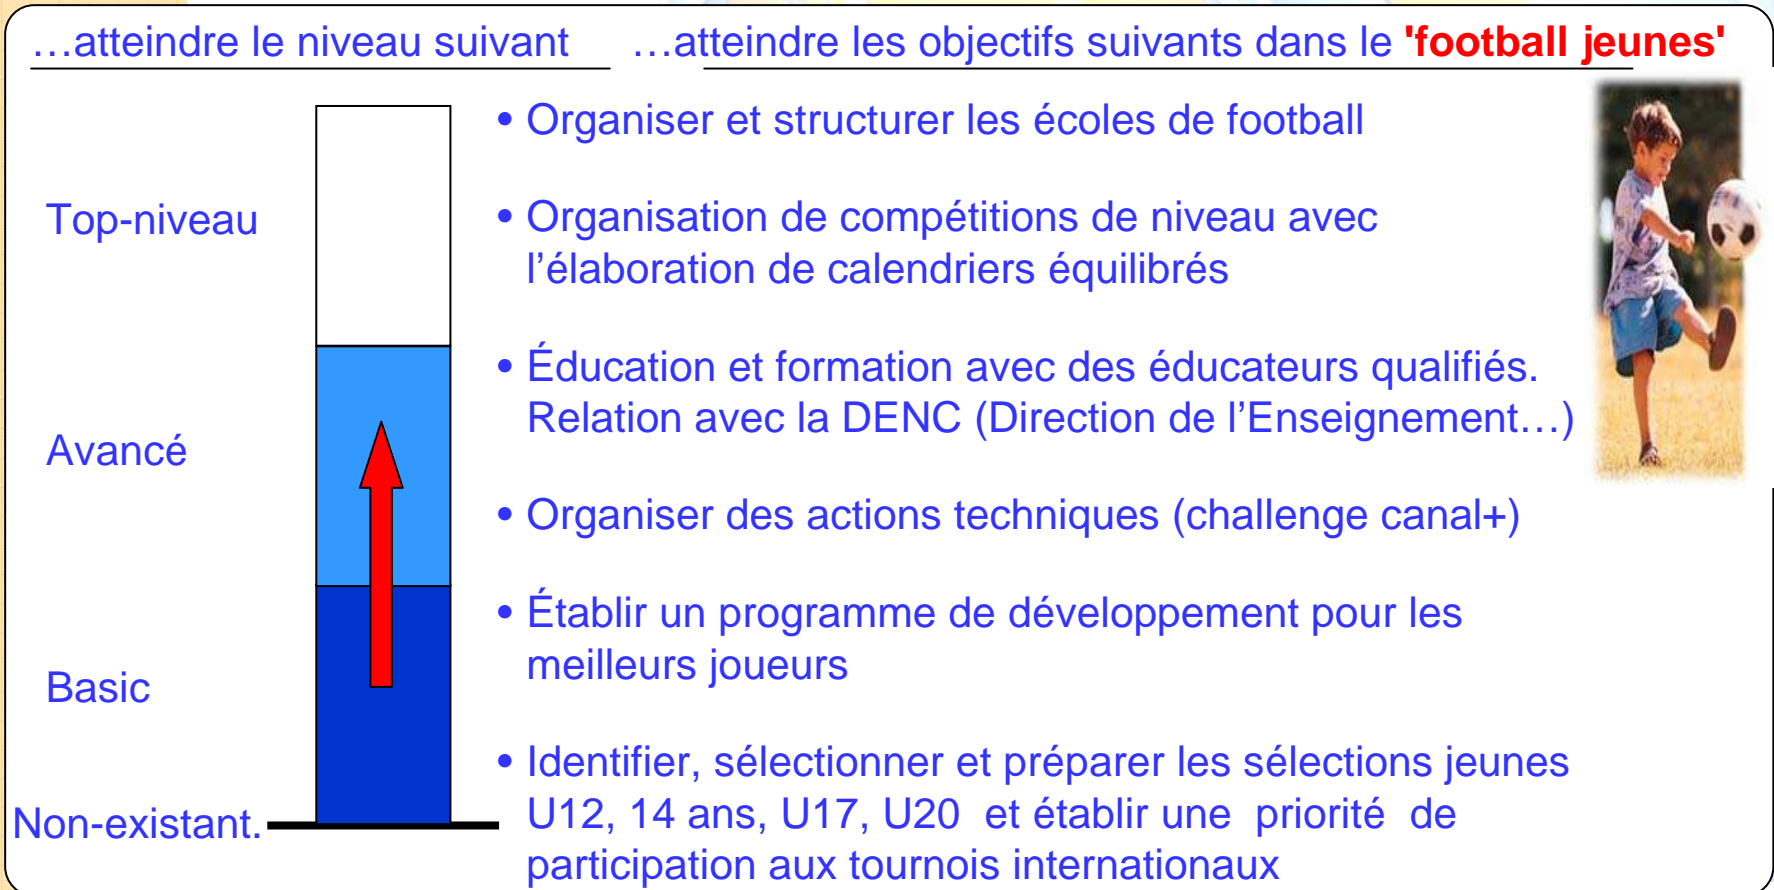 …atteindre le niveau suivant
…atteindre les objectifs suivants dans le 'football jeunes'
Top-niveau
Avancé
Basic
Non-existant.
• Organiser et structurer les écoles de football
• Organisation de compétitions de niveau avec
l’élaboration de calendriers équilibrés
• Éducation et formation avec des éducateurs qualifiés.
Relation avec la DENC (Direction de l’Enseignement…)
• Organiser des actions techniques (challenge canal+)
• Établir un programme de développement pour les
meilleurs joueurs
• Identifier, sélectionner et préparer les sélections jeunes
U12, 14 ans, U17, U20 et établir une priorité de
participation aux tournois internationaux